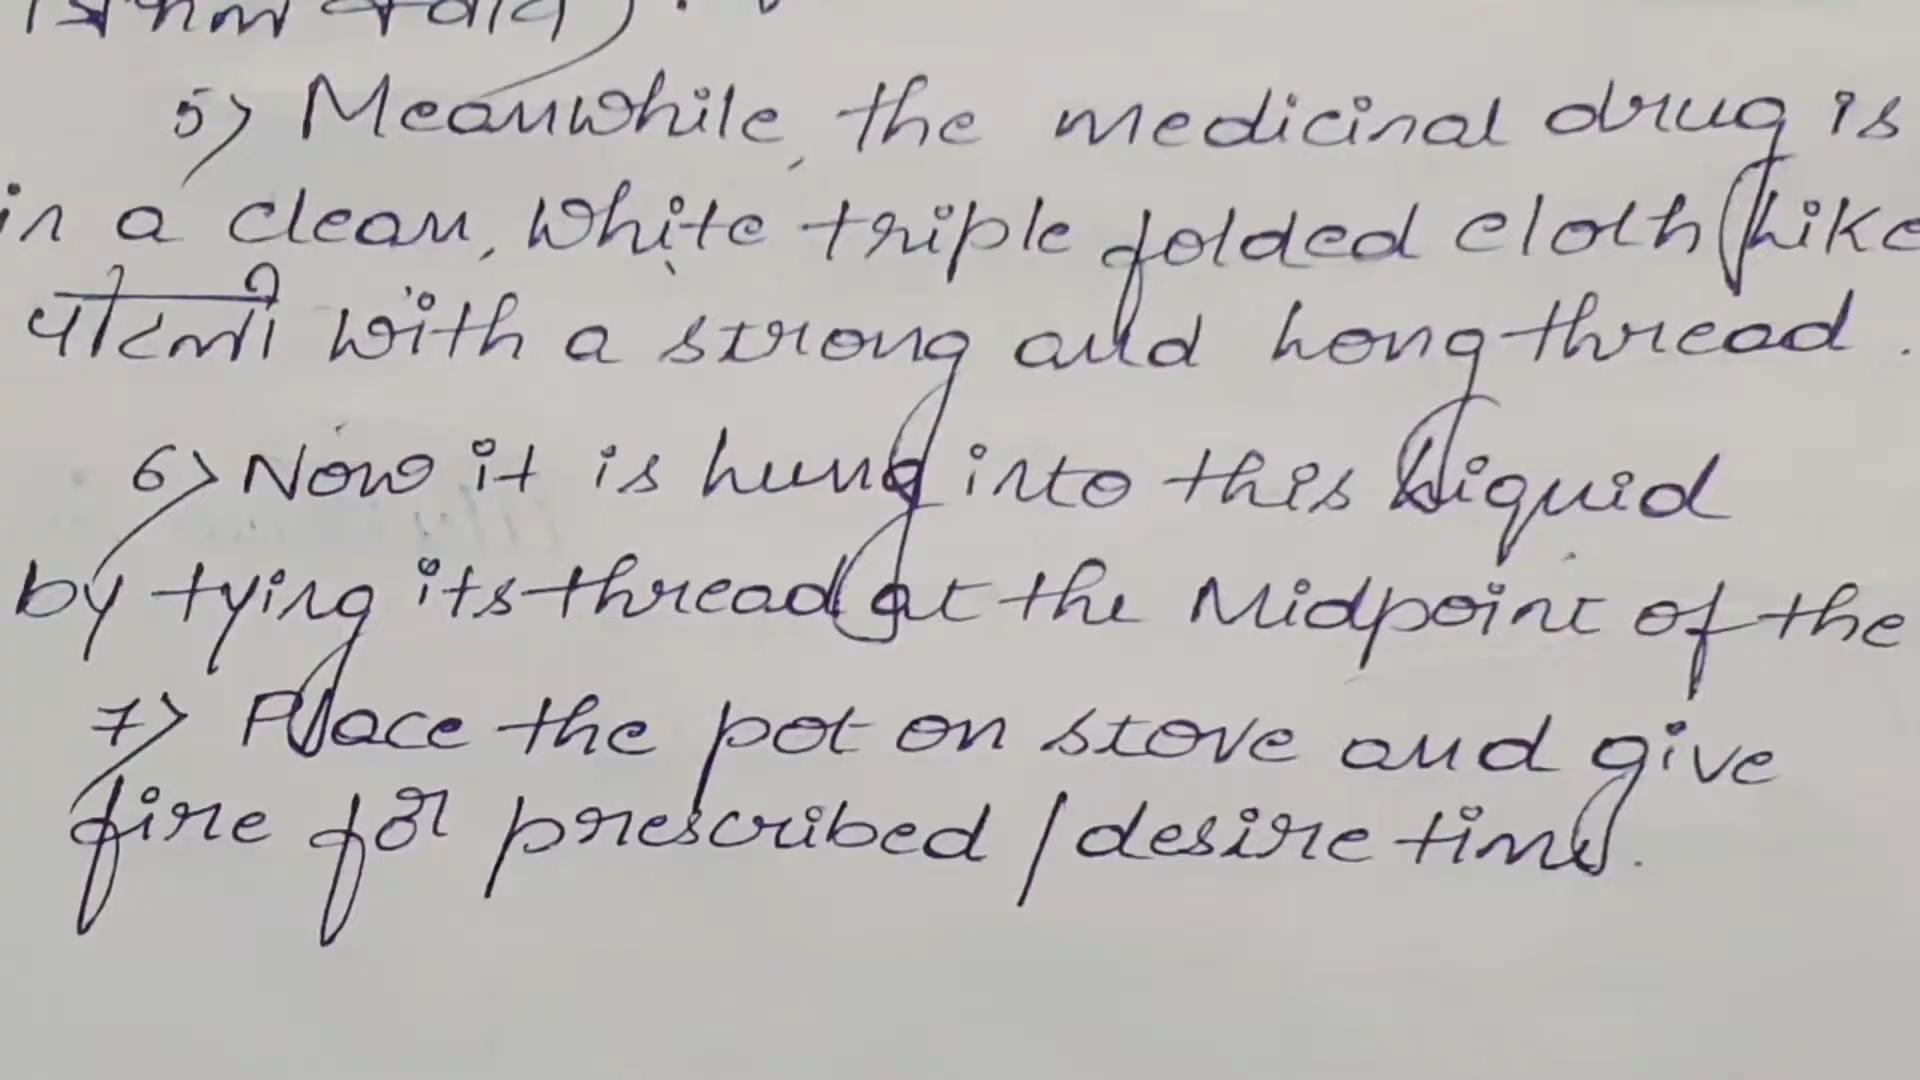 5) Meanwhile, the medicinal drug is
in a clean, white triple folded cloth like
पोटली with a strong and long thread.
6) Now it is hung into this liquid
by tying its thread at the Midpoint of the
7) Place the pot on stove and give
fire for prescribed / desire time.